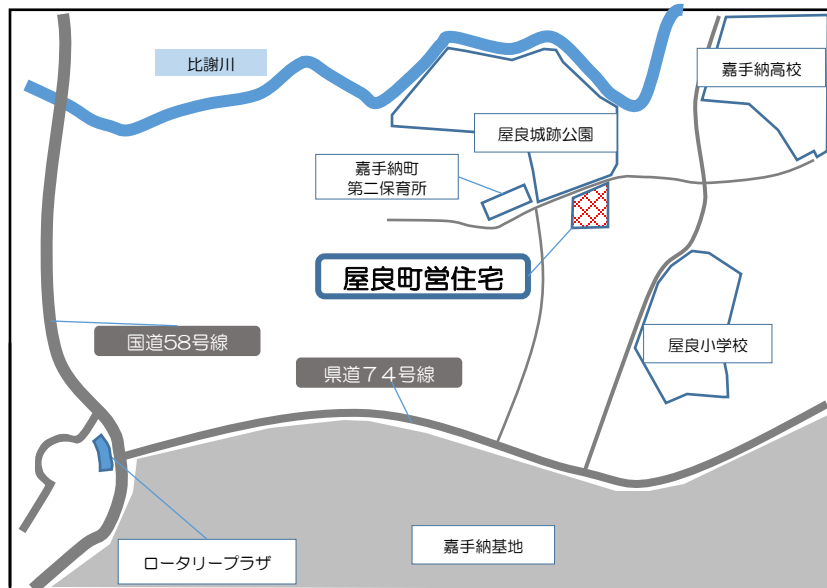 比謝川
嘉手納高校
屋良城跡公園
嘉手納町
第二保育所
屋良町営住宅
国道58号線
屋良小学校
県道７４号線
嘉手納基地
ロータリープラザ